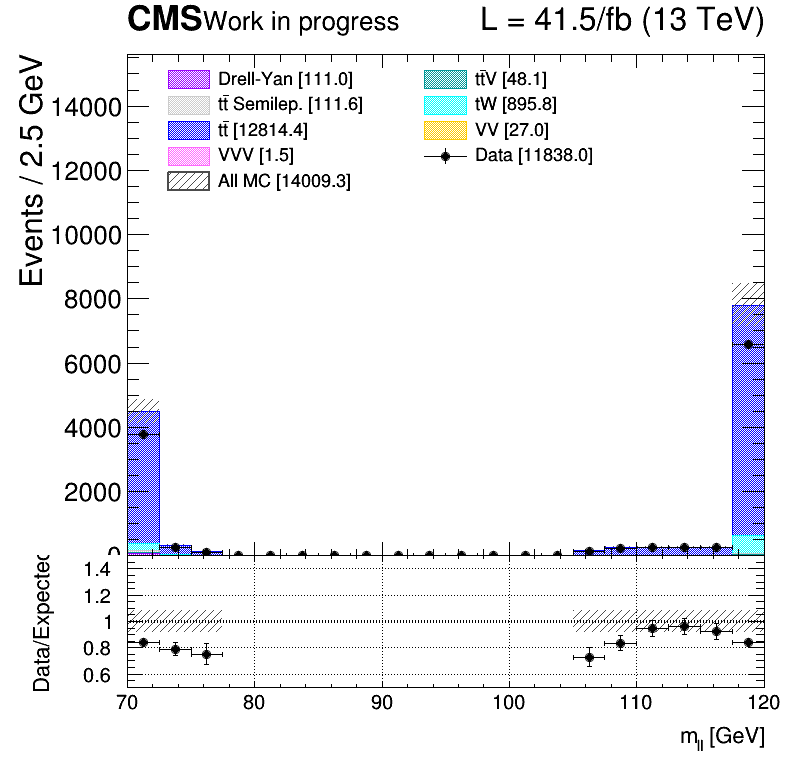 CMS Work in progress L = 41.5/fb (13 TeV)
Events / 2.5 GeV
Drell-Yan [111.0]
tt̄ Semilep. [111.6]
tt̄ [12814.4]
VVV [1.5]
All MC [14009.3]
tt̄V [48.1]
tW [895.8]
VV [27.0]
Data [11838.0]
14000
12000
10000
8000
6000
4000
2000
0
Data/Expected
1.4
1.2
1
0.8
0.6
70 80 90 100 110 120
m_ll [GeV]